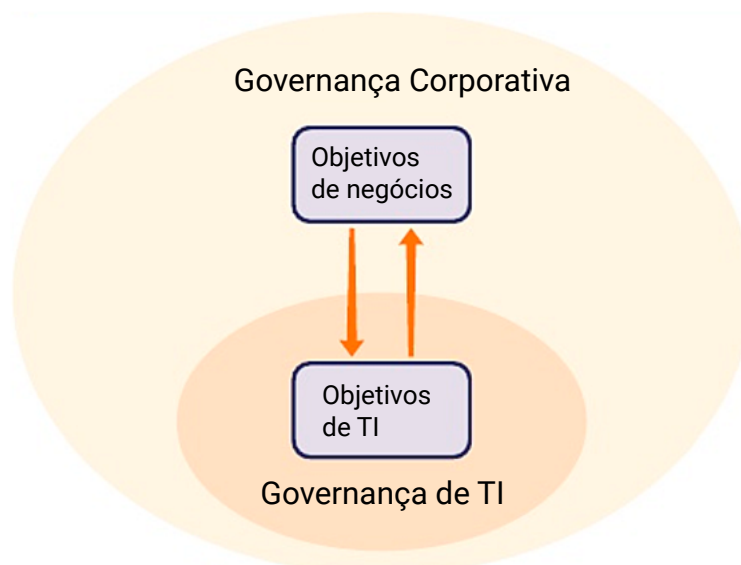 Governança Corporativa
Objetivos
de negócios
Objetivos
de TI
Governança de TI